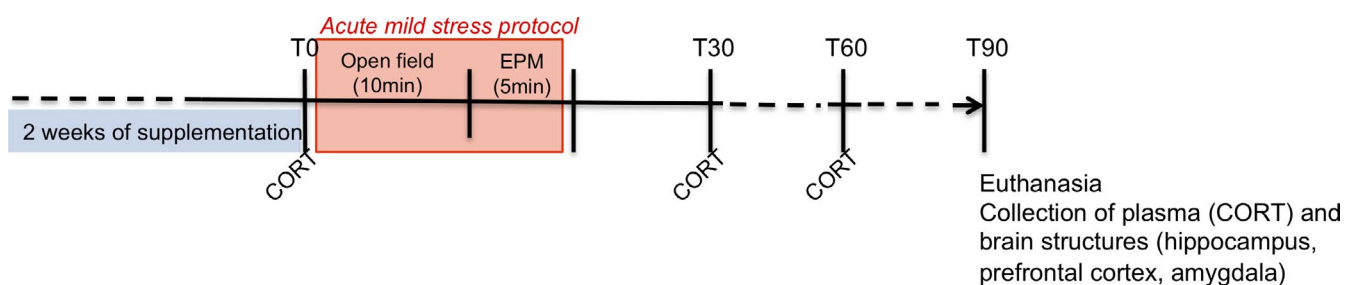 Acute mild stress protocol
T0
Open field
(10min)
EPM
(5min)
T30
T60
T90
2 weeks of supplementation
CORT
CORT
CORT
Euthanasia
Collection of plasma (CORT) and
brain structures (hippocampus,
prefrontal cortex, amygdala)